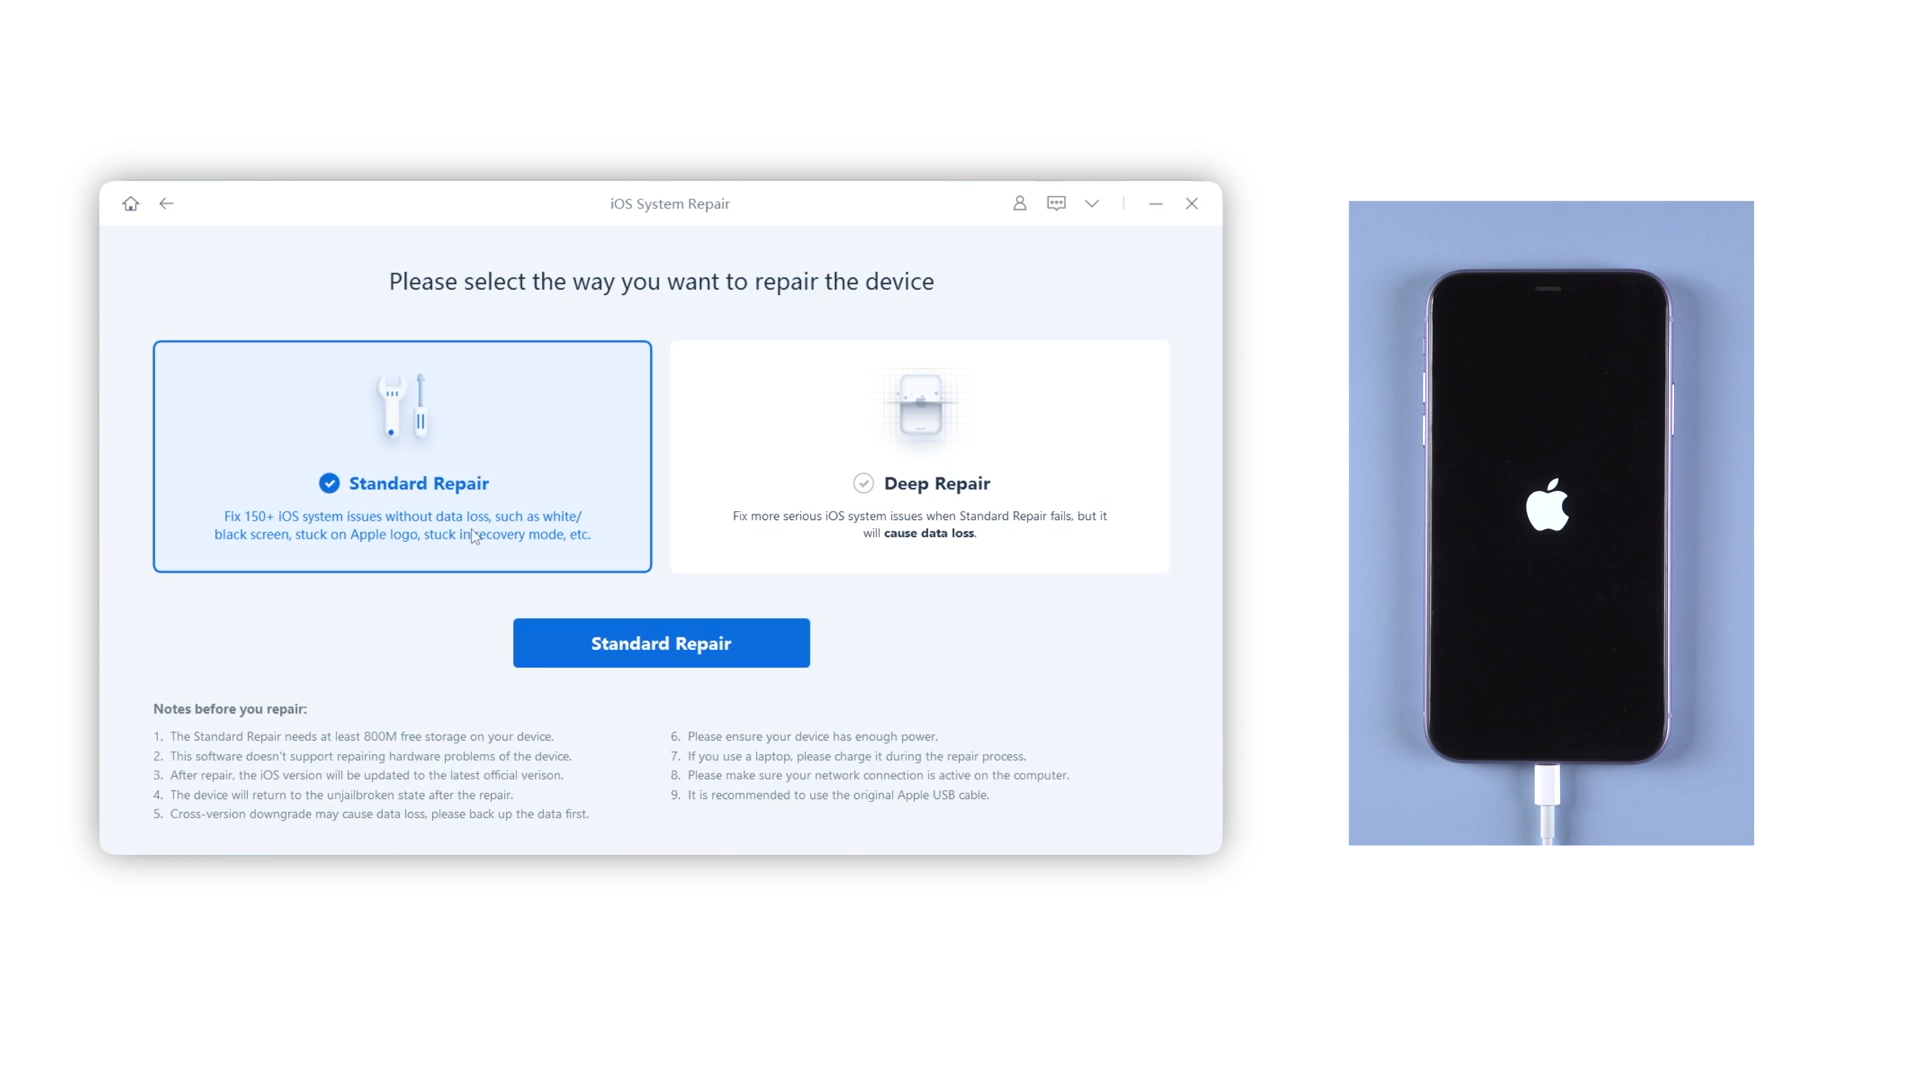 iOS System Repair
Please select the way you want to repair the device
Standard Repair
Fix 150+ iOS system issues without data loss, such as white/
black screen, stuck on Apple logo, stuck in recovery mode, etc.
Deep Repair
Fix more serious iOS system issues when Standard Repair fails, but it
will cause data loss.
Standard Repair
Notes before you repair:
1. The Standard Repair needs at least 800M free storage on your device.
2. This software doesn't support repairing hardware problems of the device.
3. After repair, the iOS version will be updated to the latest official verison.
4. The device will return to the unjailbroken state after the repair.
5. Cross-version downgrade may cause data loss, please back up the data first.
6. Please ensure your device has enough power.
7. If you use a laptop, please charge it during the repair process.
8. Please make sure your network connection is active on the computer.
9. It is recommended to use the original Apple USB cable.